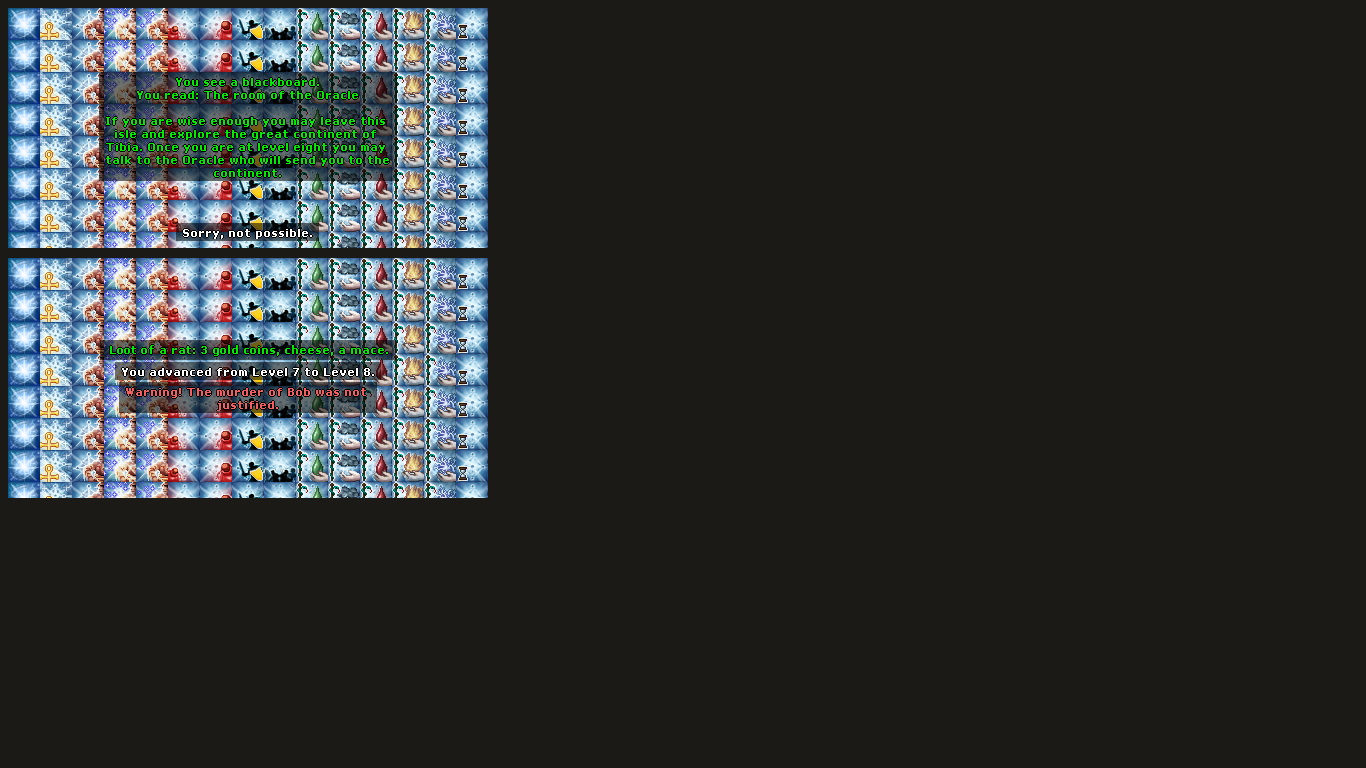 You see a blackboard.
You read: The room of the Oracle
If you are wise enough you may leave this
isle and explore the great continent of
Tibia. Once you are at level eight you may
talk to the Oracle who will send you to the
continent.
Sorry, not possible.
Loot of a rat: 3 gold coins, cheese, a mace.
You advanced from Level 7 to Level 8.
Warning! The murder of Bob was not
justified.